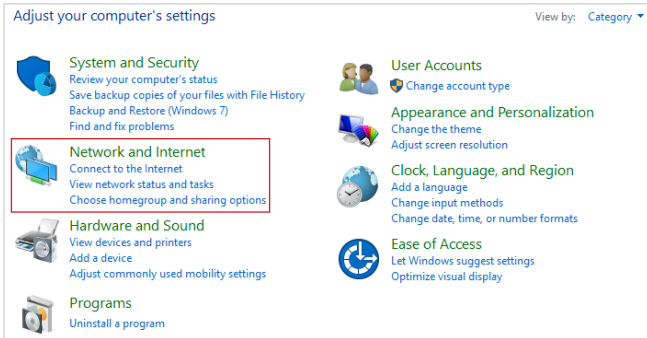 Adjust your computer's settings
View by: Category
System and Security
Review your computer's status
Save backup copies of your files with File History
Backup and Restore (Windows 7)
Find and fix problems
Network and Internet
Connect to the Internet
View network status and tasks
Choose homegroup and sharing options
Hardware and Sound
View devices and printers
Add a device
Adjust commonly used mobility settings
Programs
Uninstall a program
User Accounts
Change account type
Appearance and Personalization
Change the theme
Adjust screen resolution
Clock, Language, and Region
Add a language
Change input methods
Change date, time, or number formats
Ease of Access
Let Windows suggest settings
Optimize visual display